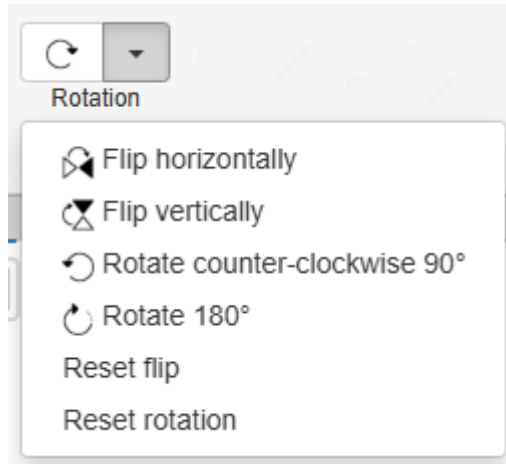 Rotation
Flip horizontally
Flip vertically
Rotate counter-clockwise 90°
Rotate 180°
Reset flip
Reset rotation